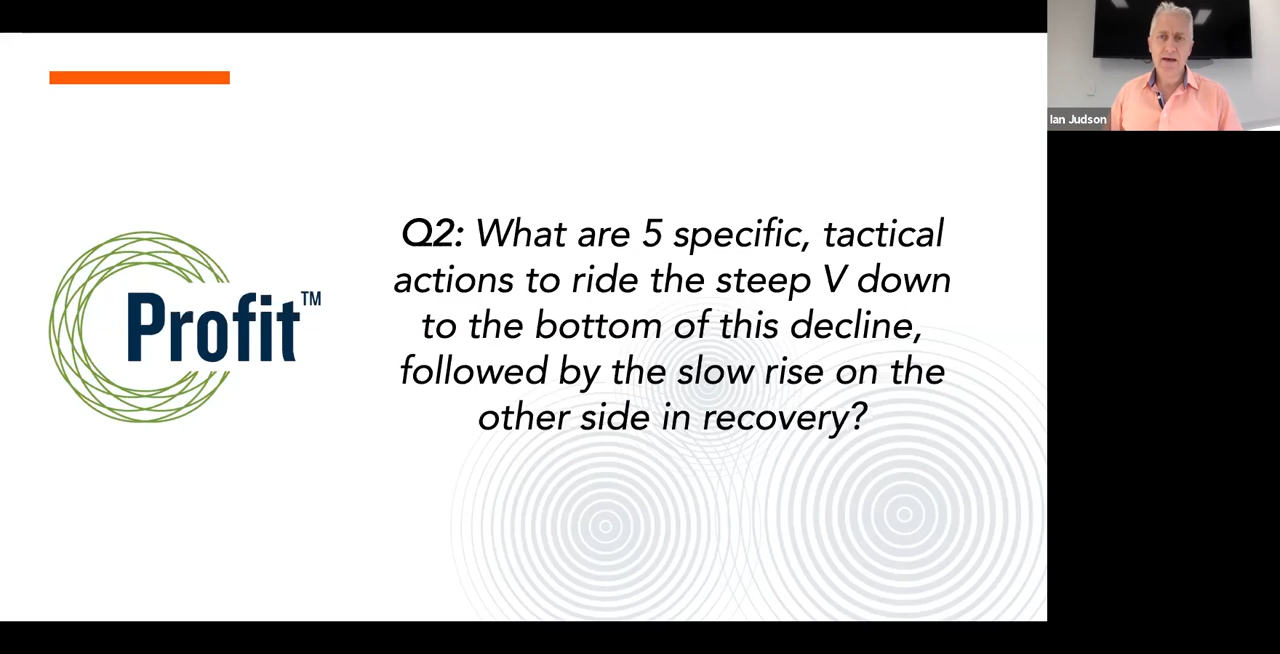 Q2: What are 5 specific, tactical
actions to ride the steep V down
to the bottom of this decline,
followed by the slow rise on the
other side in recovery?
Profit™
Ian Judson